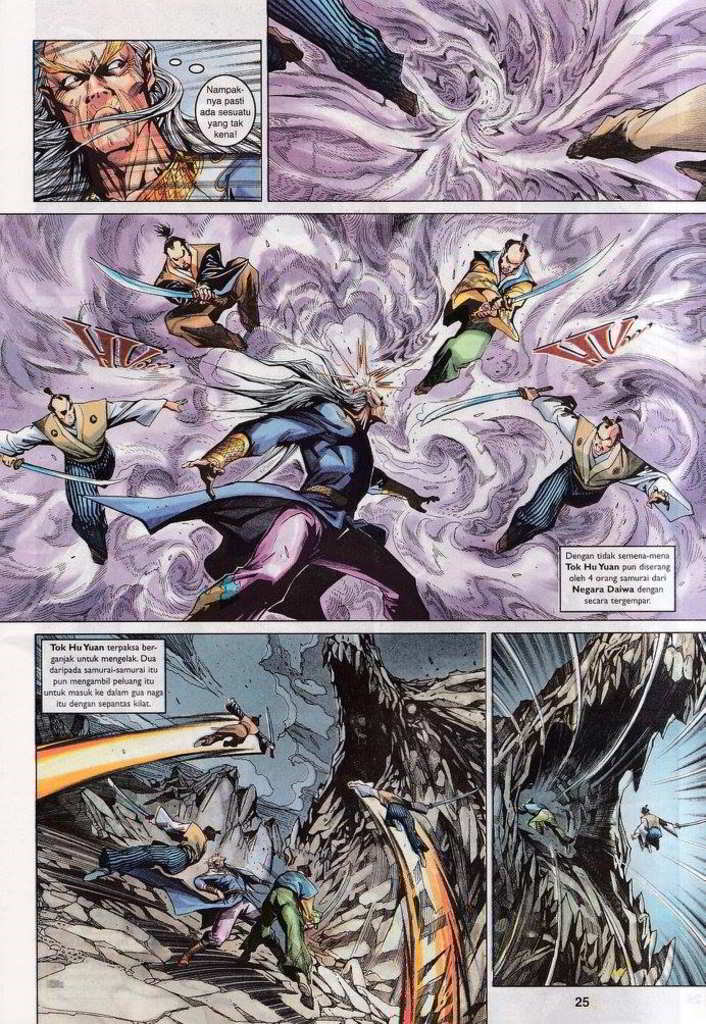 Nampak-
nya pasti
ada sesuatu
yang tak
kena!
HU...
HU...
Dengan tidak semena-mena
Tok Hu Yuan pun diserang
oleh 4 orang samurai dari
Negara Daiwa dengan
secara tergempar.
Tok Hu Yuan terpaksa ber-
ganjak untuk mengelak. Dua
daripada samurai-samurai itu
pun mengambil peluang itu
untuk masuk ke dalam gua naga
itu dengan sepantas kilat.
25